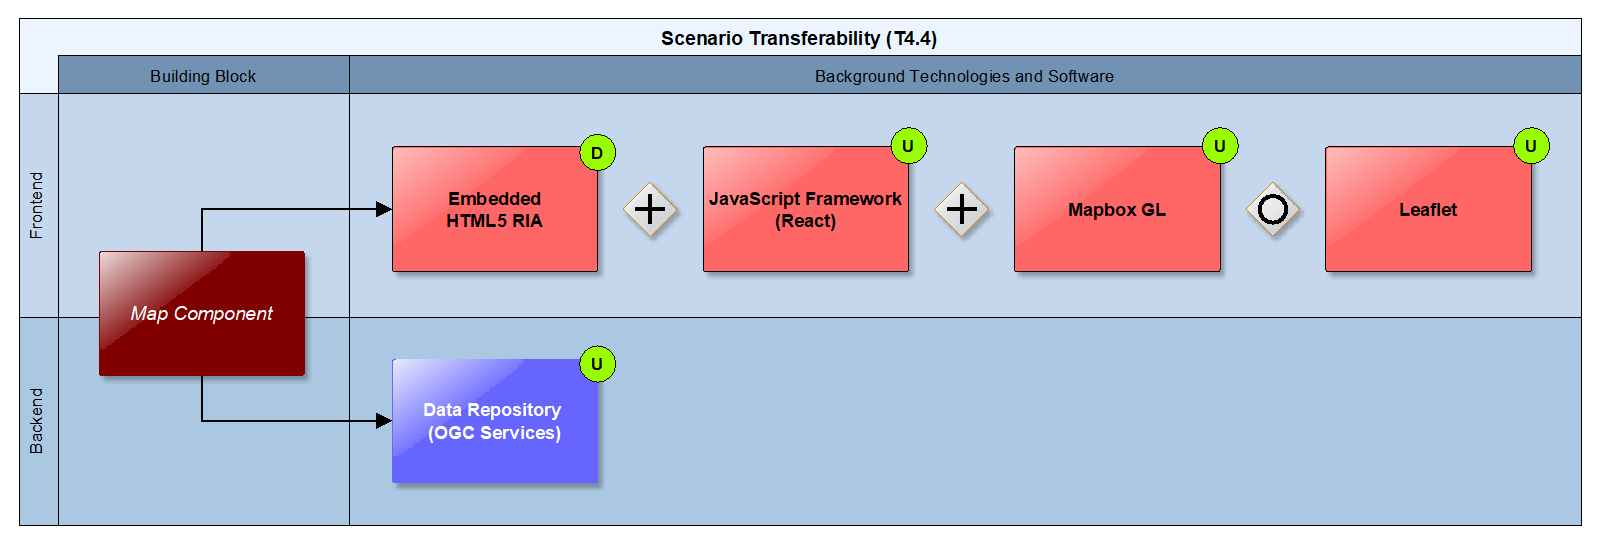 Scenario Transferability (T4.4)
Building Block
Background Technologies and Software
Frontend
D
Embedded
HTML5 RIA
U
JavaScript Framework
(React)
U
Mapbox GL
U
Leaflet
Map Component
Backend
U
Data Repository
(OGC Services)